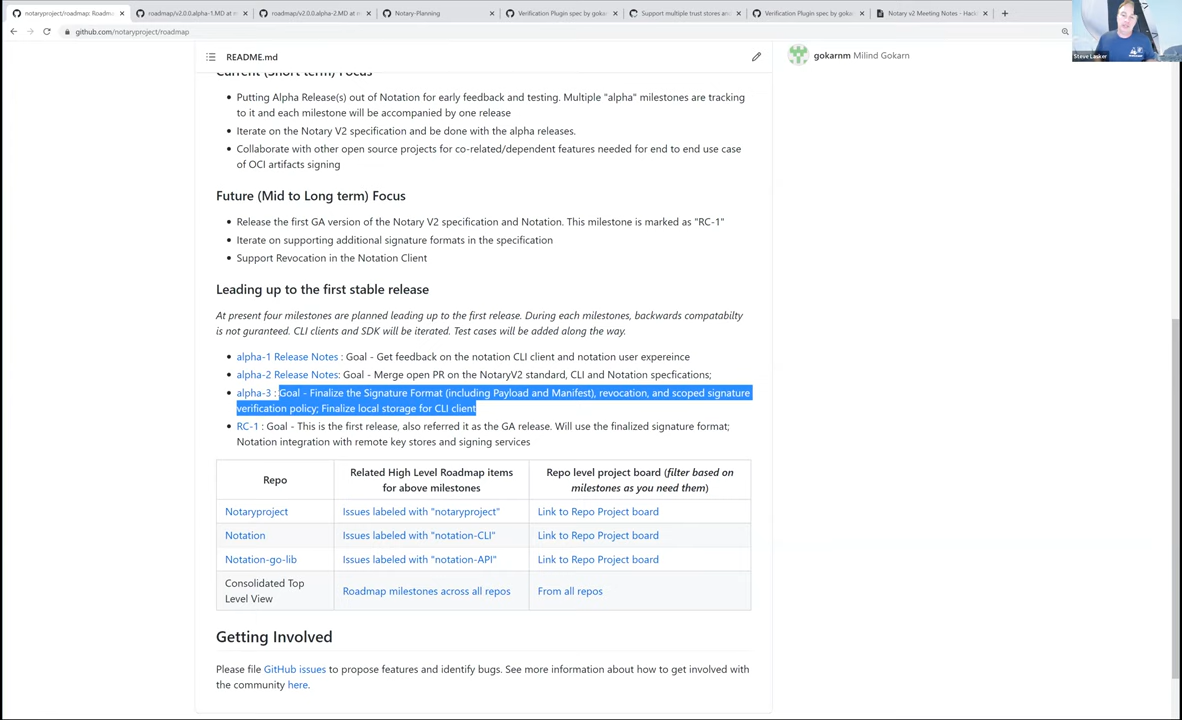 notaryproject/roadmap: Roadm
roadmap/v2.0.0.alpha-1.MD at m
roadmap/v2.0.0.alpha-2.MD at m
Notary-Planning
Verification Plugin spec by goka
Support multiple trust stores an
Verification Plugin spec by goka
Notary v2 Meeting Notes - Hack
github.com/notaryproject/roadmap
Steve Lasker
README.md
gokarnm Milind Gokarn
Current (Short term) Focus
Putting Alpha Release(s) out of Notation for early feedback and testing. Multiple "alpha" milestones are tracking
to it and each milestone will be accompanied by one release
Iterate on the Notary V2 specification and be done with the alpha releases.
Collaborate with other open source projects for co-related/dependent features needed for end to end use case
of OCI artifacts signing
Future (Mid to Long term) Focus
Release the first GA version of the Notary V2 specification and Notation. This milestone is marked as "RC-1"
Iterate on supporting additional signature formats in the specification
Support Revocation in the Notation Client
Leading up to the first stable release
At present four milestones are planned leading up to the first release. During each milestones, backwards compatabilty
is not guranteed. CLI clients and SDK will be iterated. Test cases will be added along the way.
alpha-1 Release Notes : Goal - Get feedback on the notation CLI client and notation user expereince
alpha-2 Release Notes: Goal - Merge open PR on the NotaryV2 standard, CLI and Notation specfications;
alpha-3 : Goal - Finalize the Signature Format (including Payload and Manifest), revocation, and scoped signature
verification policy; Finalize local storage for CLI client
RC-1 : Goal - This is the first release, also referred it as the GA release. Will use the finalized signature format;
Notation integration with remote key stores and signing services
Repo
Related High Level Roadmap items
for above milestones
Repo level project board (filter based on
milestones as you need them)
Notaryproject
Issues labeled with "notaryproject"
Link to Repo Project board
Notation
Issues labeled with "notation-CLI"
Link to Repo Project board
Notation-go-lib
Issues labeled with "notation-API"
Link to Repo Project board
Consolidated Top
Level View
Roadmap milestones across all repos
From all repos
Getting Involved
Please file GitHub issues to propose features and identify bugs. See more information about how to get involved with
the community here.